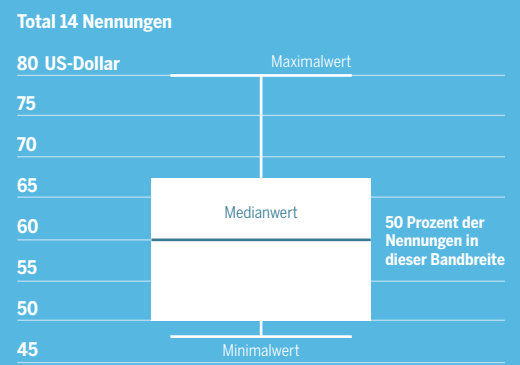 Total 14 Nennungen
80 US-Dollar
Maximalwert
75
70
65
Medianwert
60
50 Prozent der
Nennungen in
dieser Bandbreite
55
50
45
Minimalwert